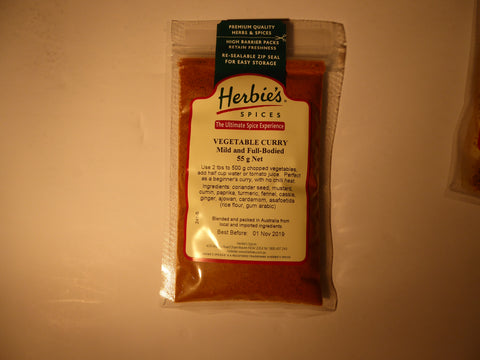 PREMIUM QUALITY
HERBS & SPICES
HIGH BARRIER PACKS
RETAIN FRESHNESS
RE-SEALABLE ZIP SEAL
FOR EASY STORAGE
Herbie's
SPICES
The Ultimate Spice Experience
VEGETABLE CURRY
Mild and Full-Bodied
55 g Net
Use 2 tbs to 500 g chopped vegetables,
add half cup water or tomato juice. Perfect
as a beginner's curry, with no chilli heat.
Ingredients: coriander seed, mustard,
cumin, paprika, turmeric, fennel, cassia,
ginger, ajowan, cardamom, asafoetida
(rice flour, gum arabic)
Blended and packed in Australia from
local and imported ingredients.
Best Before: 01 Nov 2019